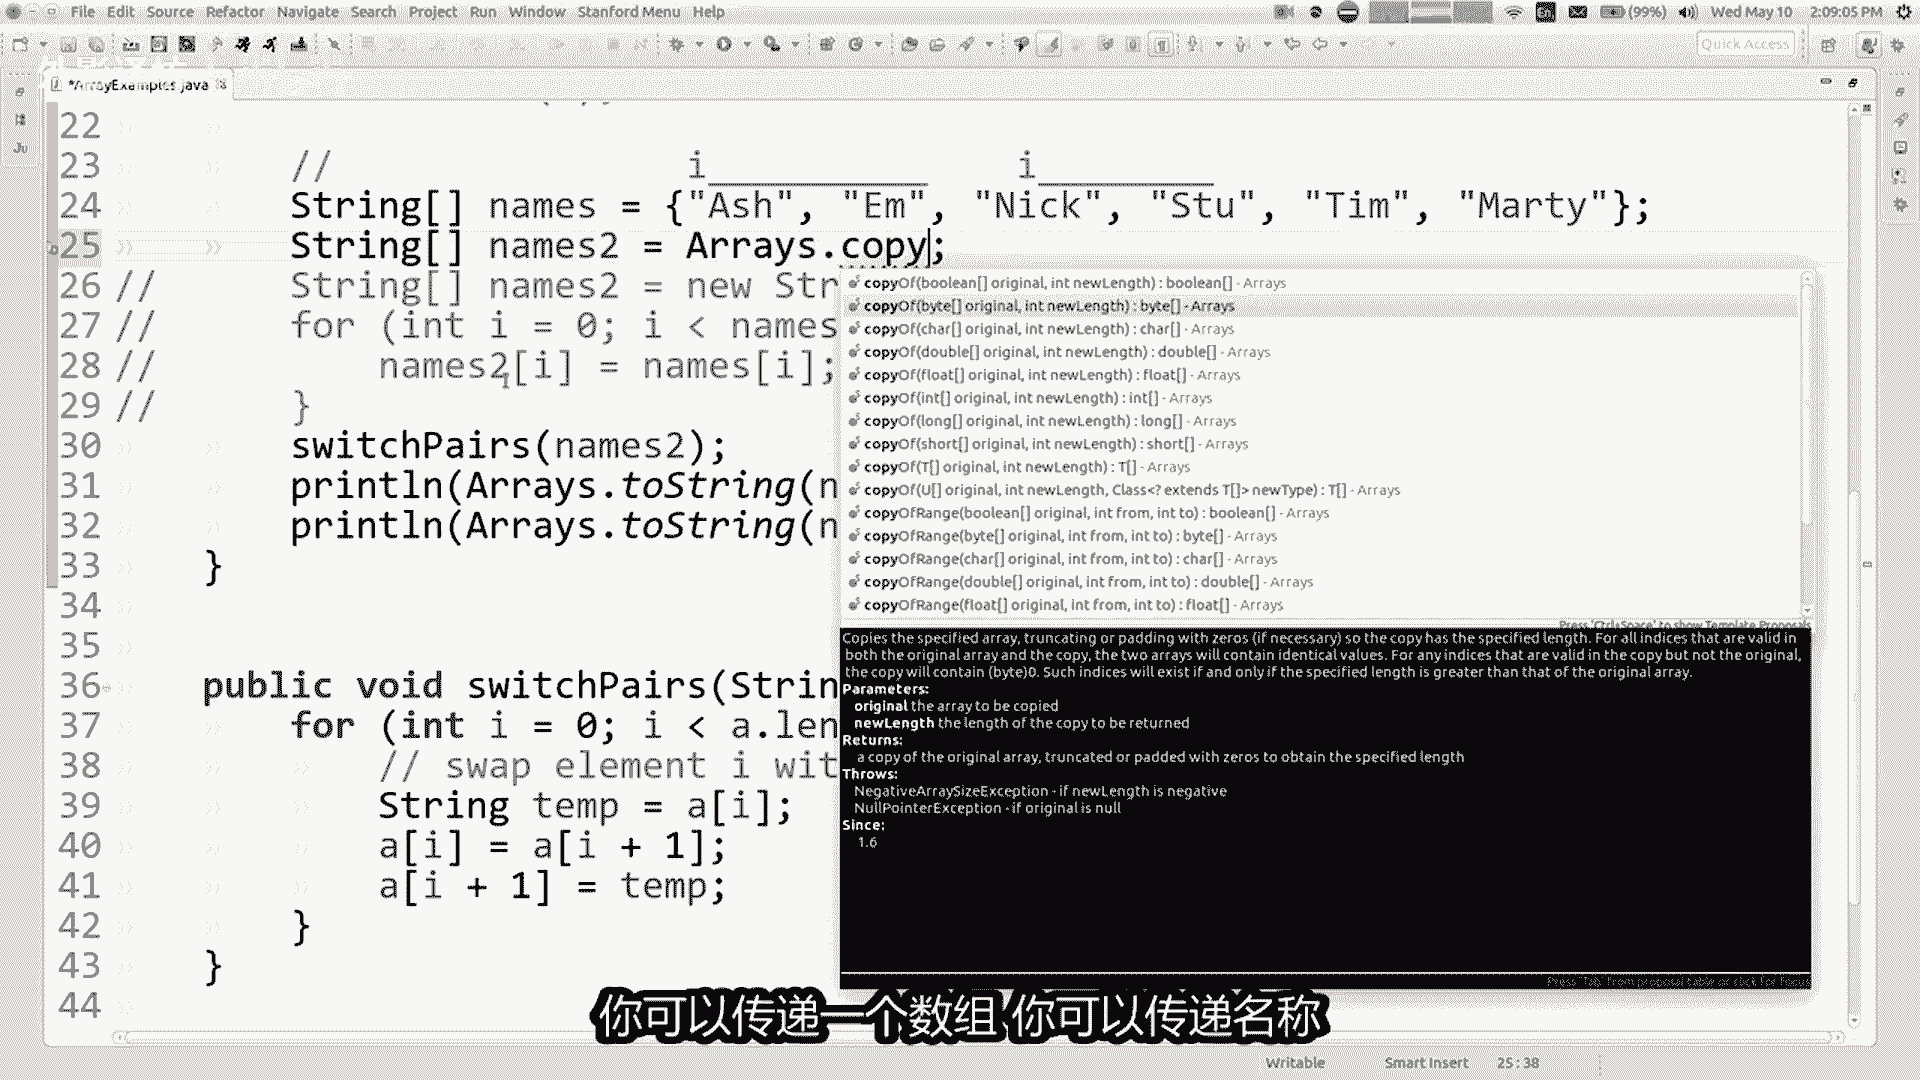 File Edit Source Refactor Navigate Search Project Run Window Stanford Menu Help
En (99%) Wed May 10 2:09:05 PM
Quick Access
*ArrayExamples.java
22
23 // i__________ i________
24 String[] names = {"Ash", "Em", "Nick", "Stu", "Tim", "Marty"};
25 String[] names2 = Arrays.copy;
26 // String[] names2 = new Str
27 // for (int i = 0; i < names
28 // names2[i] = names[i];
29 // }
30 switchPairs(names2);
31 println(Arrays.toString(n
32 println(Arrays.toString(n
33 }
34
35
36 public void switchPairs(Strin
37 for (int i = 0; i < a.len
38 // swap element i wit
39 String temp = a[i];
40 a[i] = a[i + 1];
41 a[i + 1] = temp;
42 }
43 }
44
copyOf(boolean[] original, int newLength) : boolean[] - Arrays
copyOf(byte[] original, int newLength) : byte[] - Arrays
copyOf(char[] original, int newLength) : char[] - Arrays
copyOf(double[] original, int newLength) : double[] - Arrays
copyOf(float[] original, int newLength) : float[] - Arrays
copyOf(int[] original, int newLength) : int[] - Arrays
copyOf(long[] original, int newLength) : long[] - Arrays
copyOf(short[] original, int newLength) : short[] - Arrays
copyOf(T[] original, int newLength) : T[] - Arrays
copyOf(U[] original, int newLength, Class<? extends T[]> newType) : T[] - Arrays
copyOfRange(boolean[] original, int from, int to) : boolean[] - Arrays
copyOfRange(byte[] original, int from, int to) : byte[] - Arrays
copyOfRange(char[] original, int from, int to) : char[] - Arrays
copyOfRange(double[] original, int from, int to) : double[] - Arrays
copyOfRange(float[] original, int from, int to) : float[] - Arrays
Press 'Ctrl+Space' to show Template Proposals
Copies the specified array, truncating or padding with zeros (if necessary) so the copy has the specified length. For all indices that are valid in
both the original array and the copy, the two arrays will contain identical values. For any indices that are valid in the copy but not the original,
the copy will contain (byte)0. Such indices will exist if and only if the specified length is greater than that of the original array.
Parameters:
original the array to be copied
newLength the length of the copy to be returned
Returns:
a copy of the original array, truncated or padded with zeros to obtain the specified length
Throws:
NegativeArraySizeException - if newLength is negative
NullPointerException - if original is null
Since:
1.6
Press 'Tab' from proposal table or click for focus
你可以传递一个数组 你可以传递名称
Writable Smart Insert 25 : 38